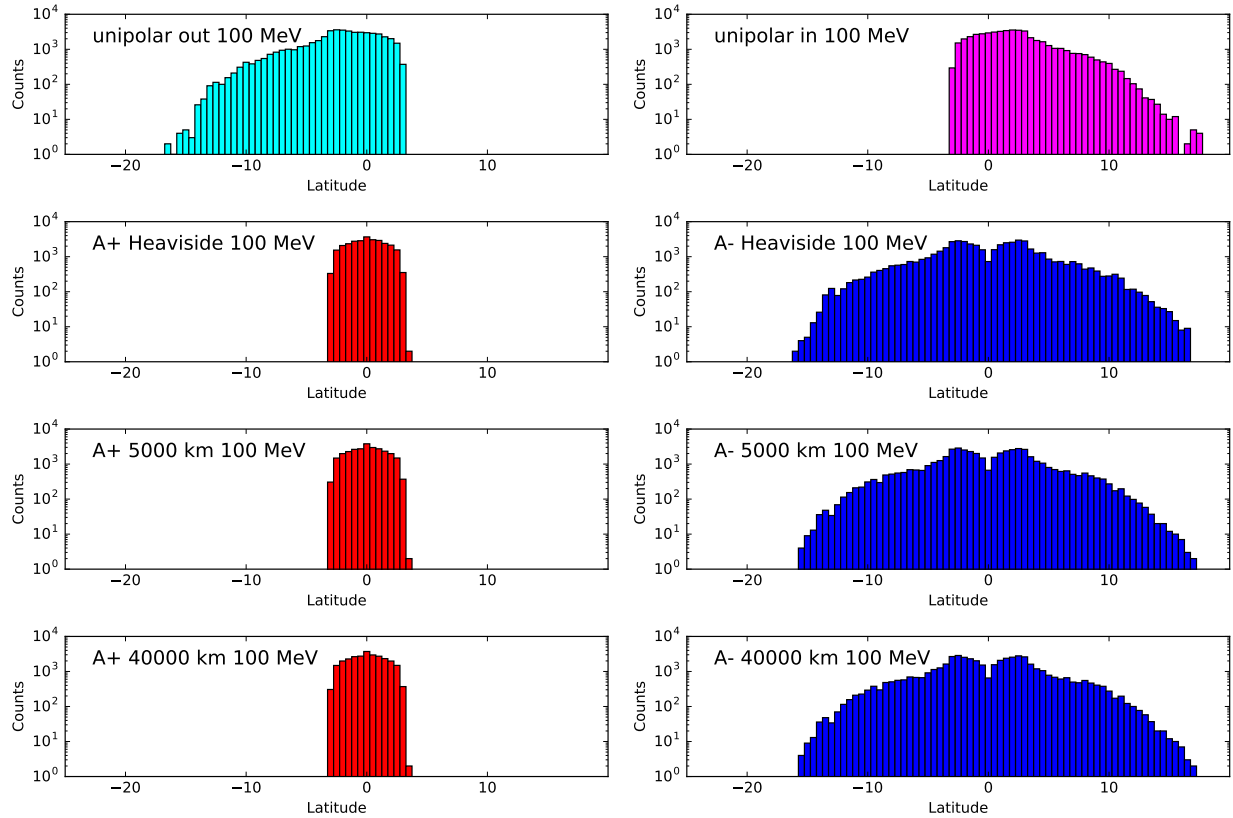 unipolar out 100 MeV
Counts
10⁴
10³
10²
10¹
10⁰
−20 −10 0 10
Latitude
unipolar in 100 MeV
Counts
10⁴
10³
10²
10¹
10⁰
−20 −10 0 10
Latitude
A+ Heaviside 100 MeV
Counts
10⁴
10³
10²
10¹
10⁰
−20 −10 0 10
Latitude
A- Heaviside 100 MeV
Counts
10⁴
10³
10²
10¹
10⁰
−20 −10 0 10
Latitude
A+ 5000 km 100 MeV
Counts
10⁴
10³
10²
10¹
10⁰
−20 −10 0 10
Latitude
A- 5000 km 100 MeV
Counts
10⁴
10³
10²
10¹
10⁰
−20 −10 0 10
Latitude
A+ 40000 km 100 MeV
Counts
10⁴
10³
10²
10¹
10⁰
−20 −10 0 10
Latitude
A- 40000 km 100 MeV
Counts
10⁴
10³
10²
10¹
10⁰
−20 −10 0 10
Latitude